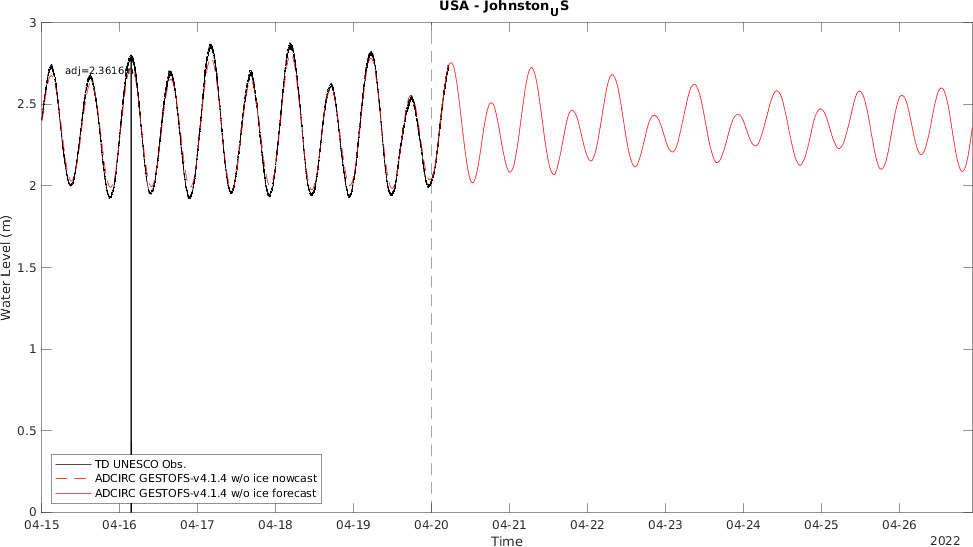 USA - Johnston_US
3
adj=2.3616m
2.5
2
1.5
1
0.5
0
Water Level (m)
TD UNESCO Obs.
ADCIRC GESTOFS-v4.1.4 w/o ice nowcast
ADCIRC GESTOFS-v4.1.4 w/o ice forecast
04-15 04-16 04-17 04-18 04-19 04-20 04-21 04-22 04-23 04-24 04-25 04-26
Time
2022